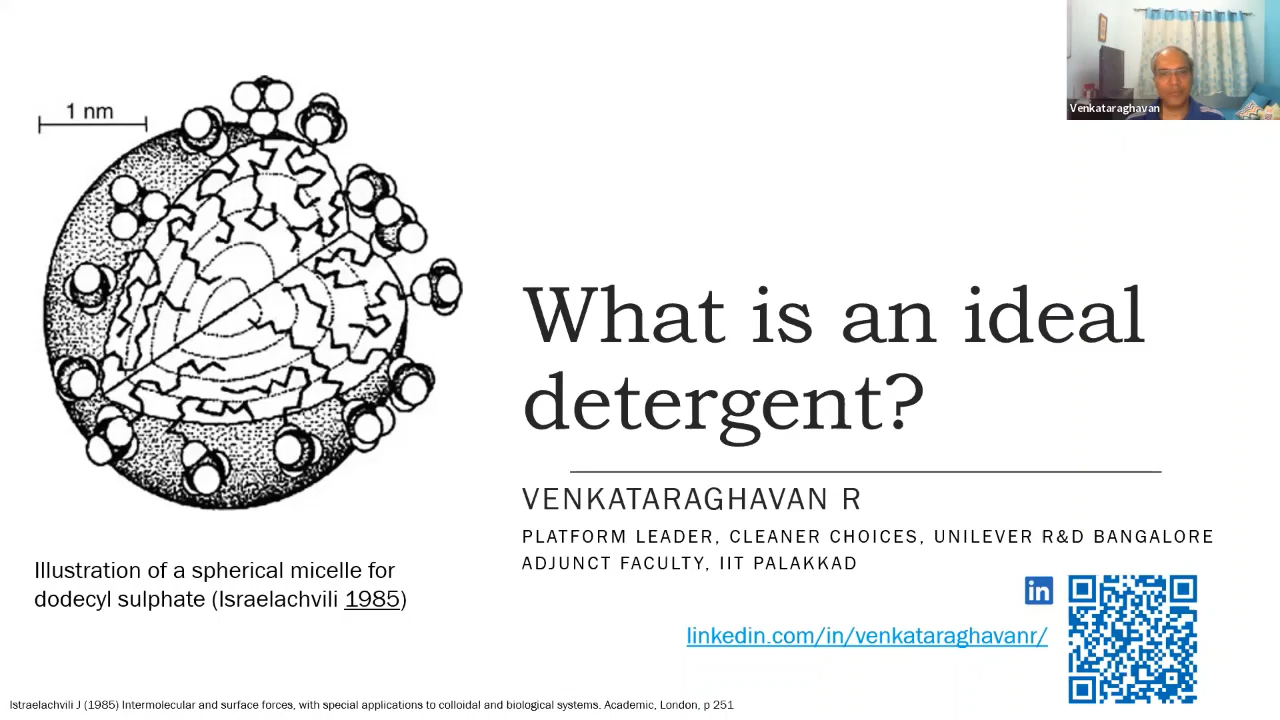 Venkataraghavan
1 nm
What is an ideal
detergent?
VENKATARAGHAVAN R
PLATFORM LEADER, CLEANER CHOICES, UNILEVER R&D BANGALORE
ADJUNCT FACULTY, IIT PALAKKAD
Illustration of a spherical micelle for
dodecyl sulphate (Israelachvili 1985)
in
linkedin.com/in/venkataraghavanr/
Istraelachvili J (1985) Intermolecular and surface forces, with special applications to colloidal and biological systems. Academic, London, p 251